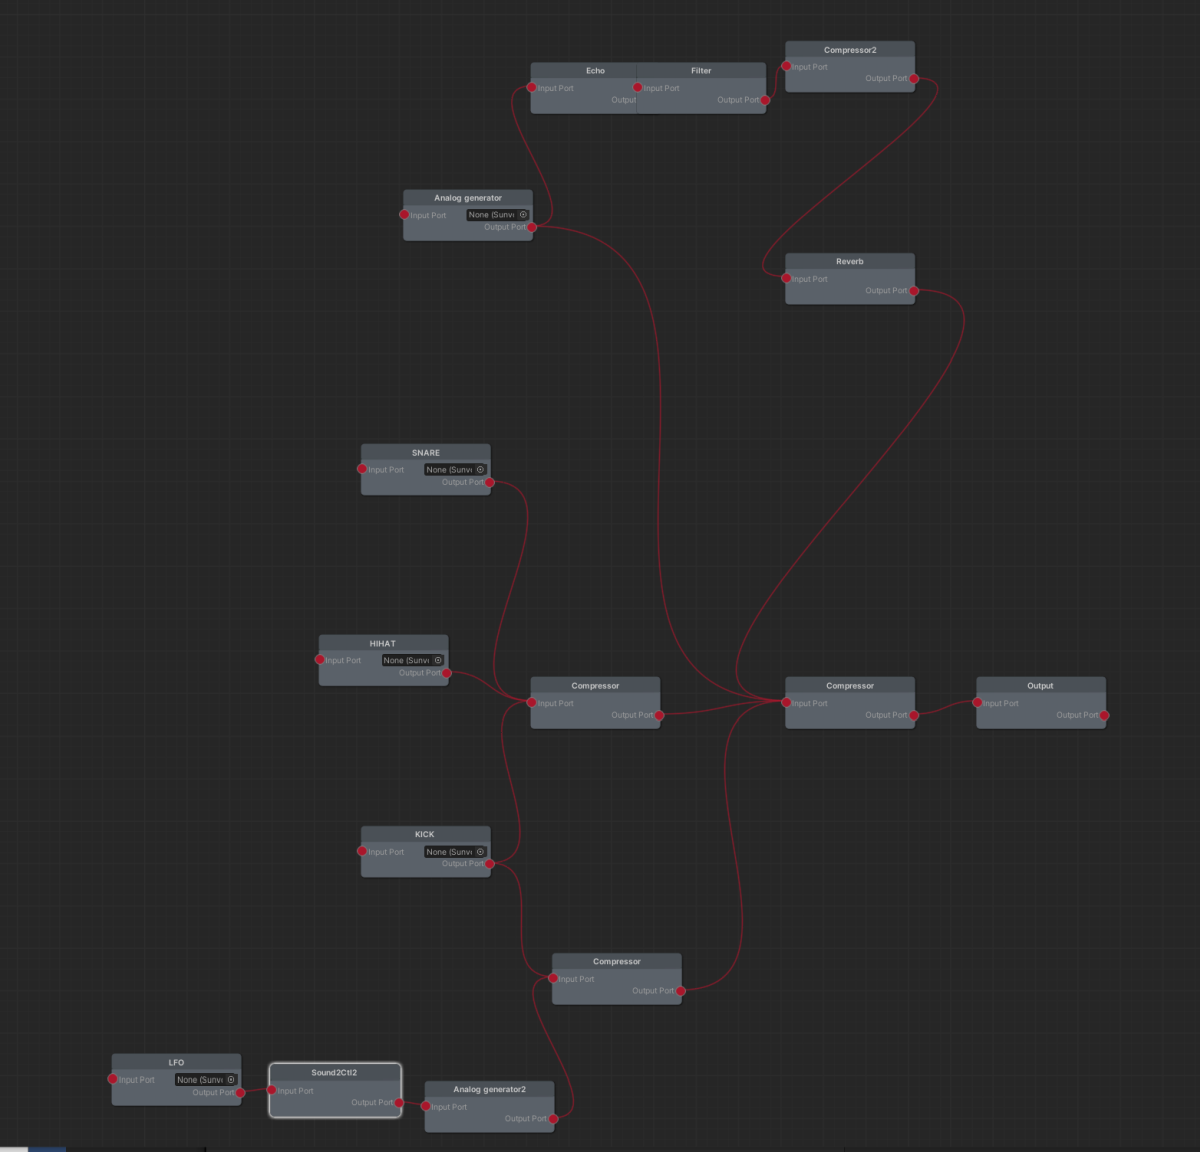 Compressor2
Input Port
Output Port
Echo
Input Port
Output
Filter
Input Port
Output Port
Analog generator
Input Port None (Sunv
Output Port
Reverb
Input Port
Output Port
SNARE
Input Port None (Sunv
Output Port
HIHAT
Input Port None (Sunv
Output Port
Compressor
Input Port
Output Port
Compressor
Input Port
Output Port
Output
Input Port
Output Port
KICK
Input Port None (Sunv
Output Port
Compressor
Input Port
Output Port
LFO
Input Port None (Sunv
Output Port
Sound2Ctl2
Input Port
Output Port
Analog generator2
Input Port
Output Port